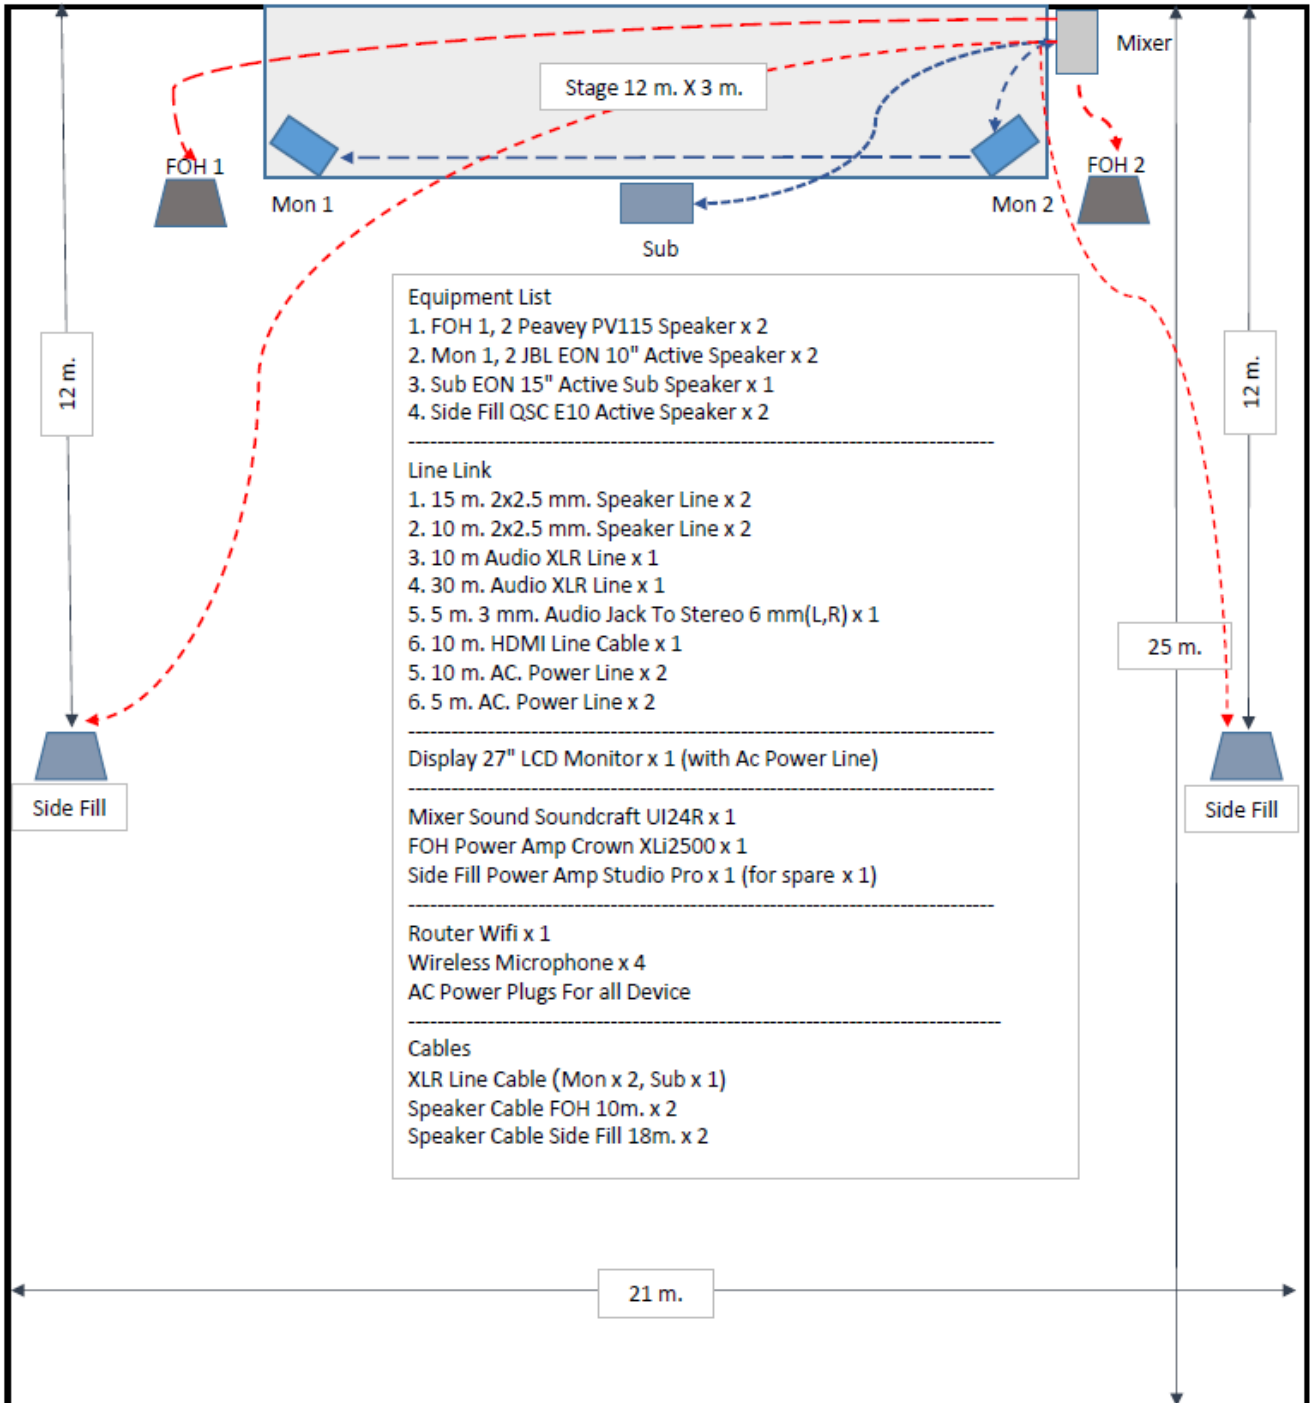 Mixer
Stage 12 m. X 3 m.
FOH 1
FOH 2
Mon 1
Mon 2
Sub
12 m.
12 m.
Equipment List
1. FOH 1, 2 Peavey PV115 Speaker x 2
2. Mon 1, 2 JBL EON 10" Active Speaker x 2
3. Sub EON 15" Active Sub Speaker x 1
4. Side Fill QSC E10 Active Speaker x 2
--------------------------------------------------------------------------------
Line Link
1. 15 m. 2x2.5 mm. Speaker Line x 2
2. 10 m. 2x2.5 mm. Speaker Line x 2
3. 10 m Audio XLR Line x 1
4. 30 m. Audio XLR Line x 1
5. 5 m. 3 mm. Audio Jack To Stereo 6 mm(L,R) x 1
6. 10 m. HDMI Line Cable x 1
5. 10 m. AC. Power Line x 2
6. 5 m. AC. Power Line x 2
--------------------------------------------------------------------------------
Display 27" LCD Monitor x 1 (with Ac Power Line)
--------------------------------------------------------------------------------
Mixer Sound Soundcraft UI24R x 1
FOH Power Amp Crown XLi2500 x 1
Side Fill Power Amp Studio Pro x 1 (for spare x 1)
--------------------------------------------------------------------------------
Router Wifi x 1
Wireless Microphone x 4
AC Power Plugs For all Device
---------------------------------------------------------------------------------
Cables
XLR Line Cable (Mon x 2, Sub x 1)
Speaker Cable FOH 10m. x 2
Speaker Cable Side Fill 18m. x 2
25 m.
Side Fill
Side Fill
21 m.